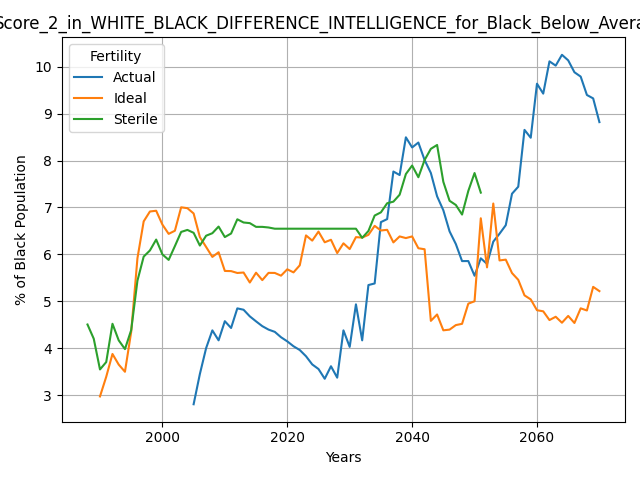 Score_2_in_WHITE_BLACK_DIFFERENCE_INTELLIGENCE_for_Black_Below_Avera
Fertility
Actual
Ideal
Sterile
10
9
8
7
6
5
4
3
% of Black Population
2000 2020 2040 2060
Years